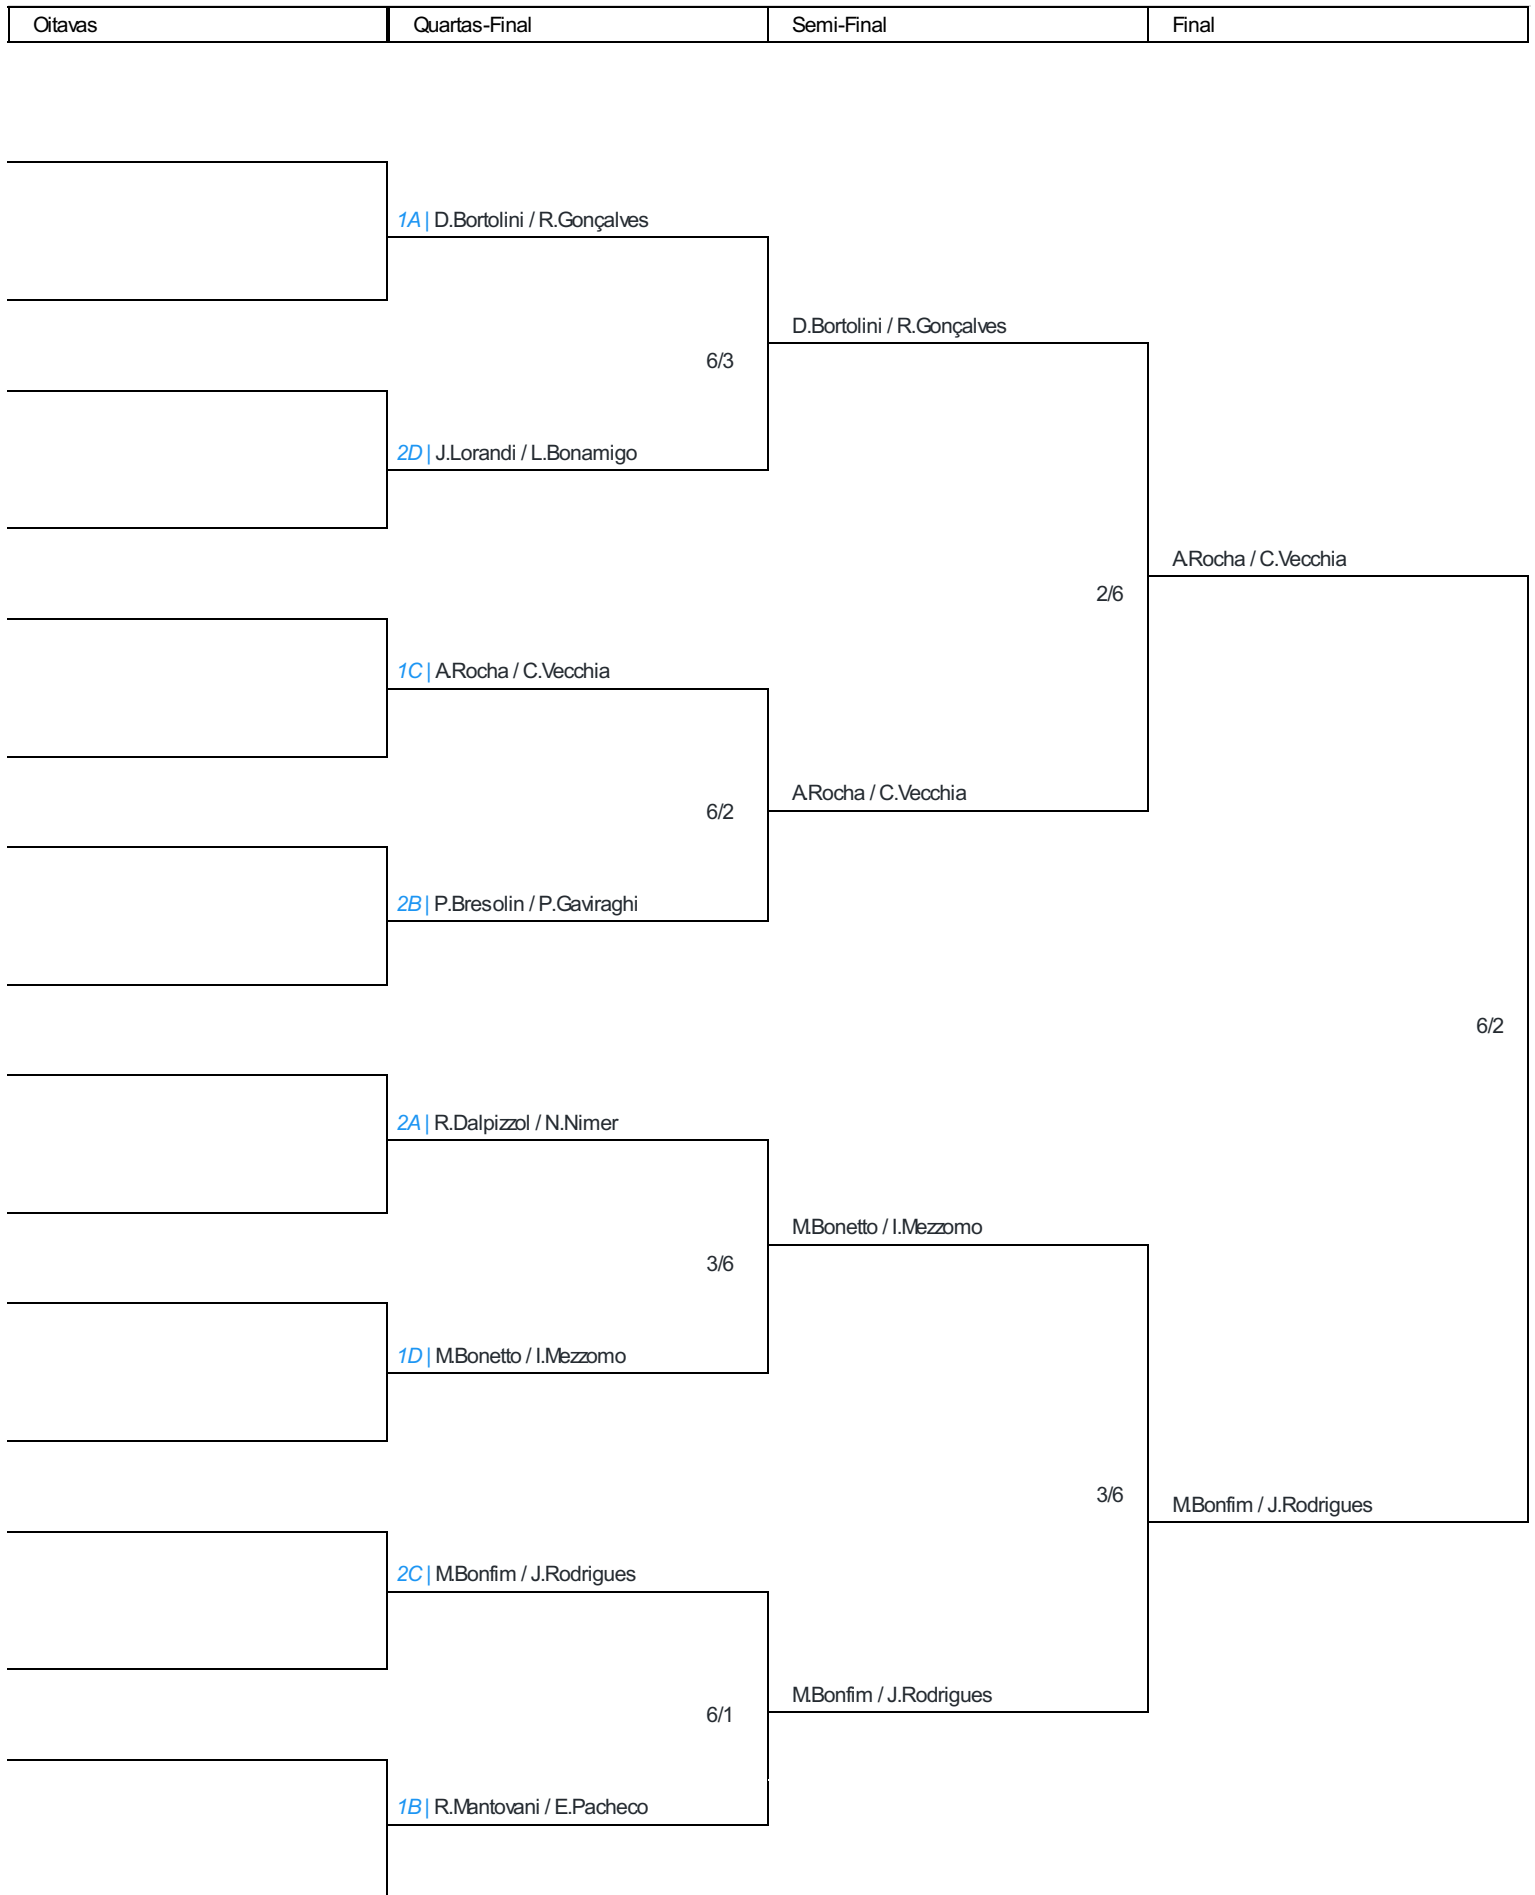 Oitavas Quartas-Final Semi-Final Final
1A | D.Bortolini / R.Gonçalves
D.Bortolini / R.Gonçalves
6/3
2D | J.Lorandi / L.Bonamigo
A.Rocha / C.Vecchia
2/6
1C | A.Rocha / C.Vecchia
A.Rocha / C.Vecchia
6/2
2B | P.Bresolin / P.Gaviraghi
6/2
2A | R.Dalpizzol / N.Nimer
M.Bonetto / I.Mezzomo
3/6
1D | M.Bonetto / I.Mezzomo
3/6
M.Bonfim / J.Rodrigues
2C | M.Bonfim / J.Rodrigues
M.Bonfim / J.Rodrigues
6/1
1B | R.Mantovani / E.Pacheco